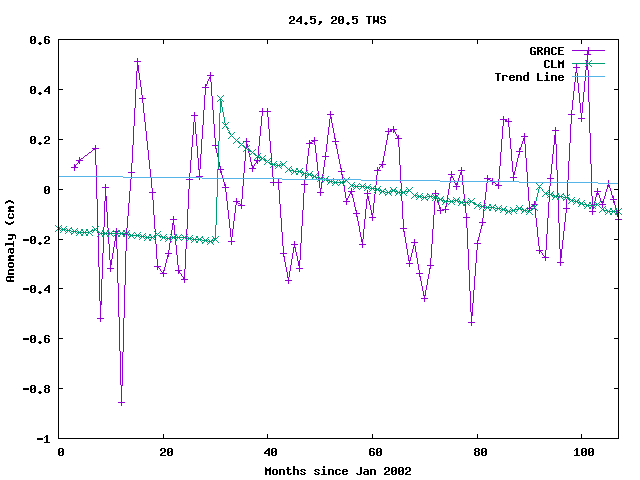 24.5, 20.5 TWS
GRACE
CLM
Trend Line
0.6
0.4
0.2
0
-0.2
-0.4
-0.6
-0.8
-1
Anomaly (cm)
0 20 40 60 80 100
Months since Jan 2002